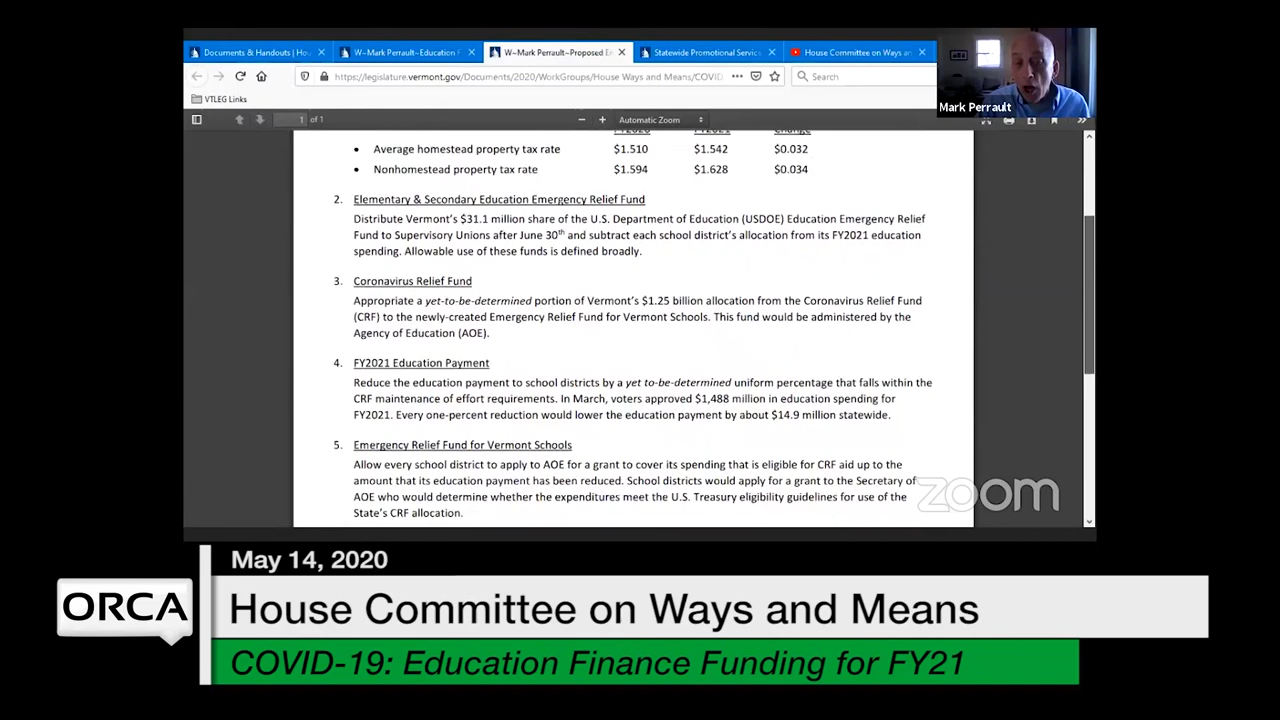 Documents & Handouts | Ho
W~Mark Perrault~Education F
W~Mark Perrault~Proposed E
Statewide Promotional Servic
House Committee on Ways an
https://legislature.vermont.gov/Documents/2020/WorkGroups/House Ways and Means/COVID
Search
VTLEG Links
Mark Perrault
1 of 1
Automatic Zoom
FY2020 FY2021 Change
• Average homestead property tax rate $1.510 $1.542 $0.032
• Nonhomestead property tax rate $1.594 $1.628 $0.034
2. Elementary & Secondary Education Emergency Relief Fund
Distribute Vermont's $31.1 million share of the U.S. Department of Education (USDOE) Education Emergency Relief
Fund to Supervisory Unions after June 30th and subtract each school district's allocation from its FY2021 education
spending. Allowable use of these funds is defined broadly.
3. Coronavirus Relief Fund
Appropriate a yet-to-be-determined portion of Vermont's $1.25 billion allocation from the Coronavirus Relief Fund
(CRF) to the newly-created Emergency Relief Fund for Vermont Schools. This fund would be administered by the
Agency of Education (AOE).
4. FY2021 Education Payment
Reduce the education payment to school districts by a yet to-be-determined uniform percentage that falls within the
CRF maintenance of effort requirements. In March, voters approved $1,488 million in education spending for
FY2021. Every one-percent reduction would lower the education payment by about $14.9 million statewide.
5. Emergency Relief Fund for Vermont Schools
Allow every school district to apply to AOE for a grant to cover its spending that is eligible for CRF aid up to the
amount that its education payment has been reduced. School districts would apply for a grant to the Secretary of
AOE who would determine whether the expenditures meet the U.S. Treasury eligibility guidelines for use of the
State's CRF allocation.
zoom
May 14, 2020
ORCA
House Committee on Ways and Means
COVID-19: Education Finance Funding for FY21